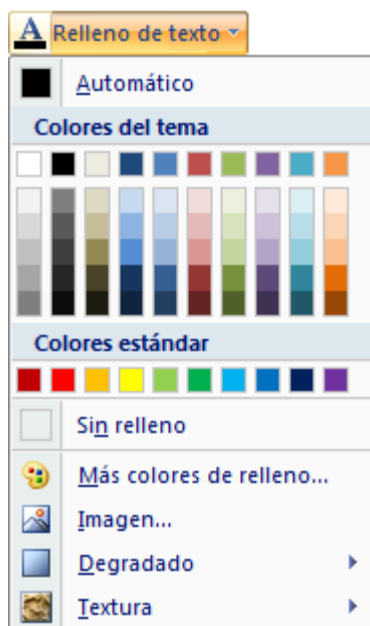 A Relleno de texto
Automático
Colores del tema
Colores estándar
Sin relleno
Más colores de relleno...
Imagen...
Degradado
Textura